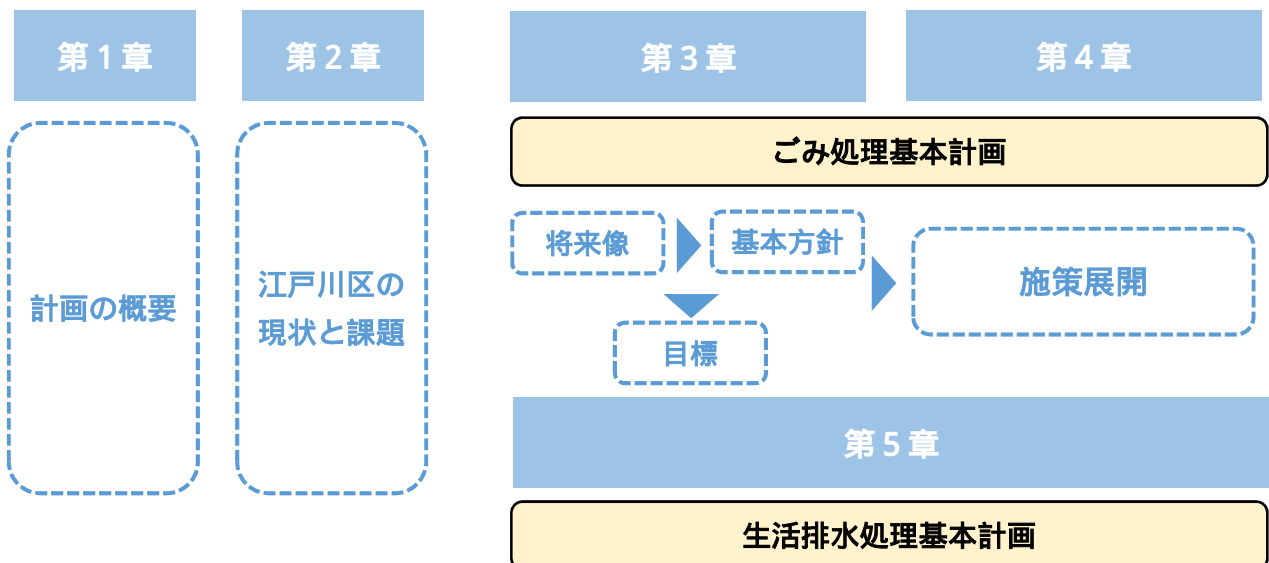 第１章
計画の概要
第２章
江戸川区の
現状と課題
第３章
第４章
ごみ処理基本計画
将来像
基本方針
目標
施策展開
第５章
生活排水処理基本計画